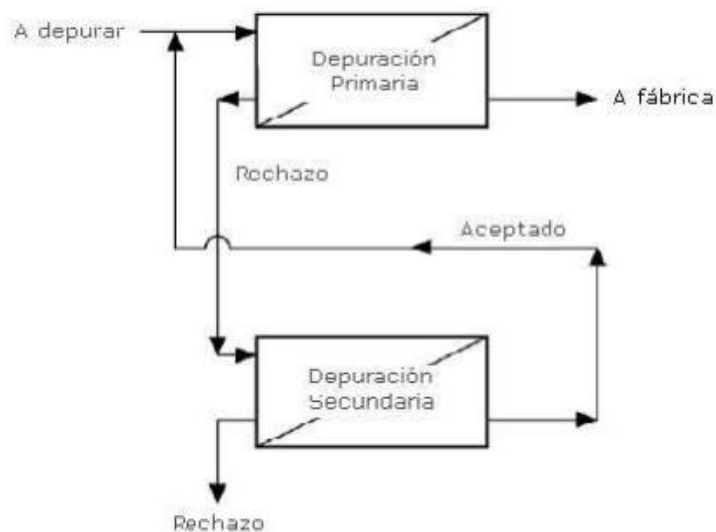 A depurar
Depuración
Primaria
A fábrica
Rechazo
Aceptado
Depuración
Secundaria
Rechazo